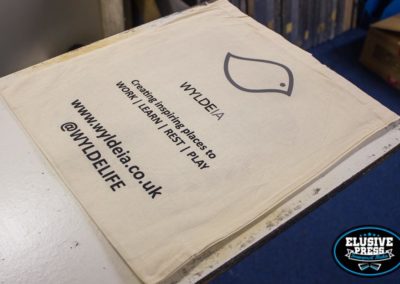 WYLDEIA
Creating inspiring places to
WORK | LEARN | REST | PLAY
www.wyldeia.co.uk
@WYLDELIFE
ELUSIVE
PRESS